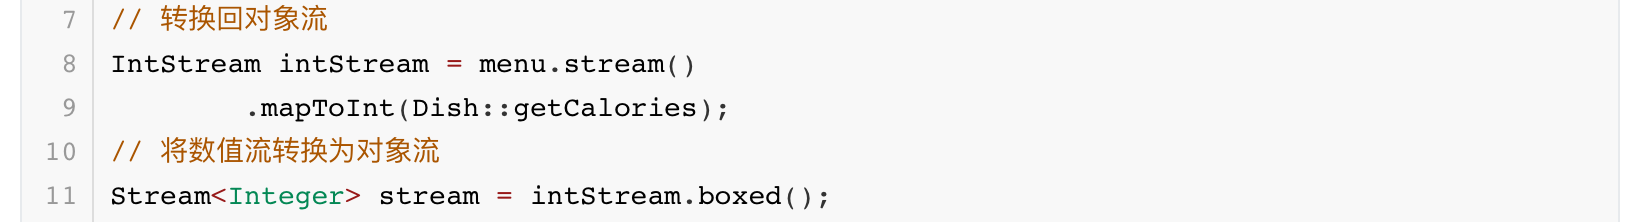 7 // 转换回对象流
8 IntStream intStream = menu.stream()
9         .mapToInt(Dish::getCalories);
10 // 将数值流转换为对象流
11 Stream<Integer> stream = intStream.boxed();